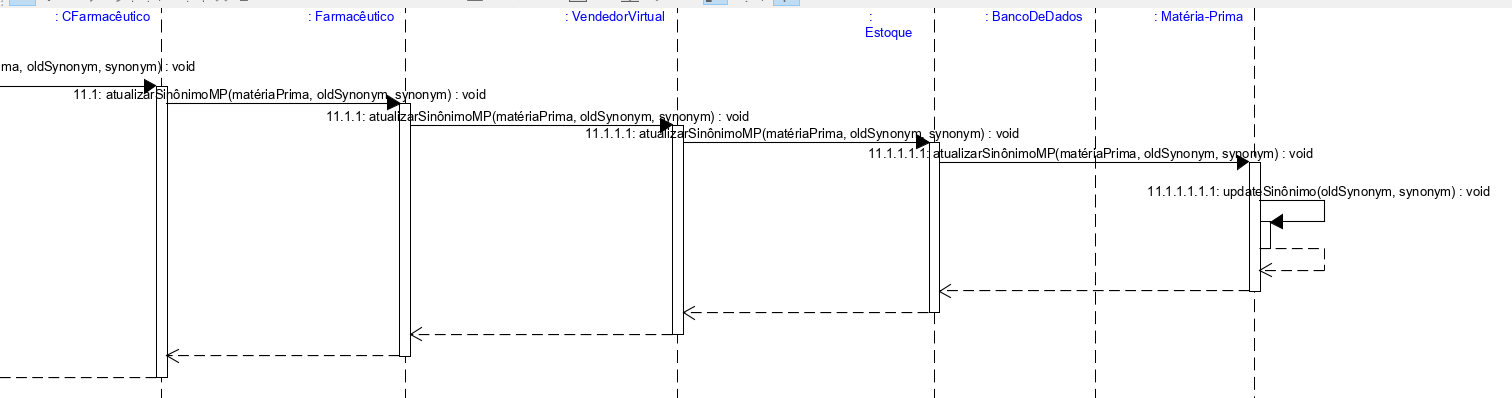 : CFarmacêutico
: Farmacêutico
: VendedorVirtual
:
Estoque
: BancoDeDados
: Matéria-Prima
ma, oldSynonym, synonym) : void
11.1: atualizarSinônimoMP(matériaPrima, oldSynonym, synonym) : void
11.1.1: atualizarSinônimoMP(matériaPrima, oldSynonym, synonym) : void
11.1.1.1: atualizarSinônimoMP(matériaPrima, oldSynonym, synonym) : void
11.1.1.1.1: atualizarSinônimoMP(matériaPrima, oldSynonym, synonym) : void
11.1.1.1.1.1: updateSinônimo(oldSynonym, synonym) : void